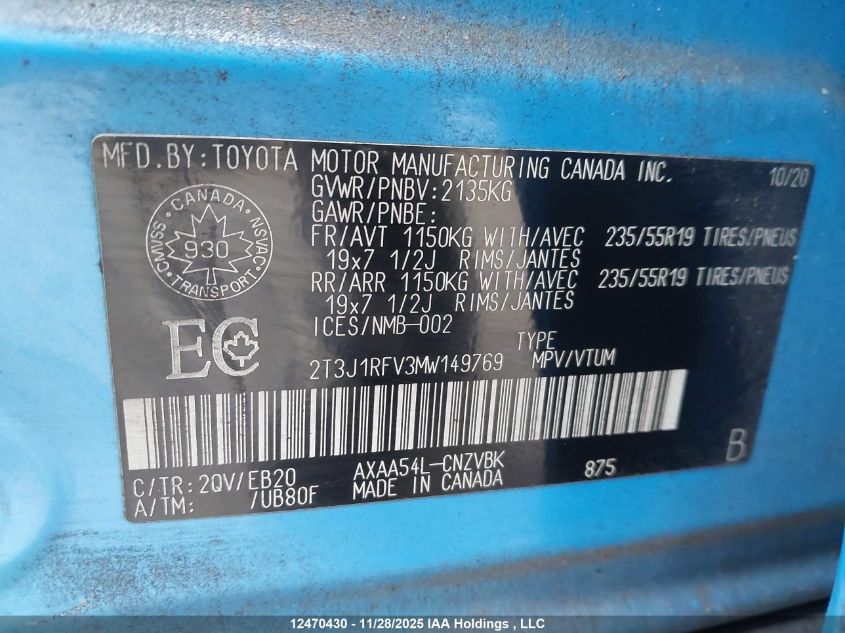 MFD.BY:TOYOTA MOTOR MANUFACTURING CANADA INC. 10/20
GVWR/PNBV:2135KG
GAWR/PNBE:
FR/AVT 1150KG WITH/AVEC 235/55R19 TIRES/PNEUS
19x7 1/2J RIMS/JANTES
RR/ARR 1150KG WITH/AVEC 235/55R19 TIRES/PNEUS
19x7 1/2J RIMS/JANTES
ICES/NMB-002
CANADA
CMVSS 930 NSVAC
TRANSPORT
EC
TYPE
2T3J1RFV3MW149769 MPV/VTUM
C/TR:2QV/EB20 AXAA54L-CNZVBK 875 B
A/TM: /UB80F MADE IN CANADA
12470430 - 11/28/2025 IAA Holdings , LLC